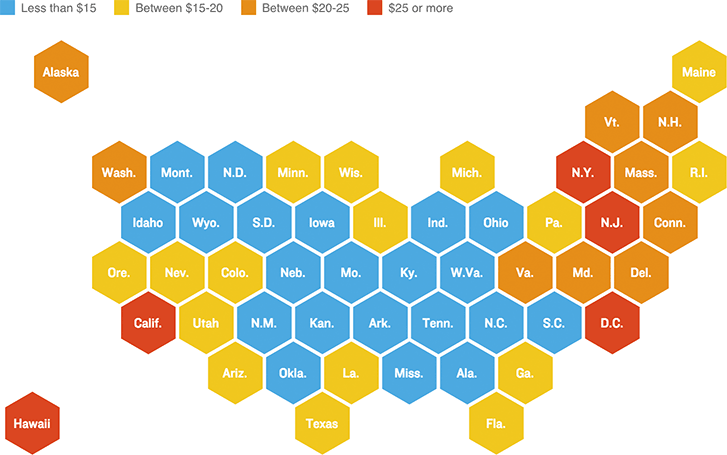 Less than $15 Between $15-20 Between $20-25 $25 or more
Alaska Maine
Vt. N.H.
Wash. Mont. N.D. Minn. Wis. Mich. N.Y. Mass. R.I.
Idaho Wyo. S.D. Iowa Ill. Ind. Ohio Pa. N.J. Conn.
Ore. Nev. Colo. Neb. Mo. Ky. W.Va. Va. Md. Del.
Calif. Utah N.M. Kan. Ark. Tenn. N.C. S.C. D.C.
Ariz. Okla. La. Miss. Ala. Ga.
Hawaii Texas Fla.